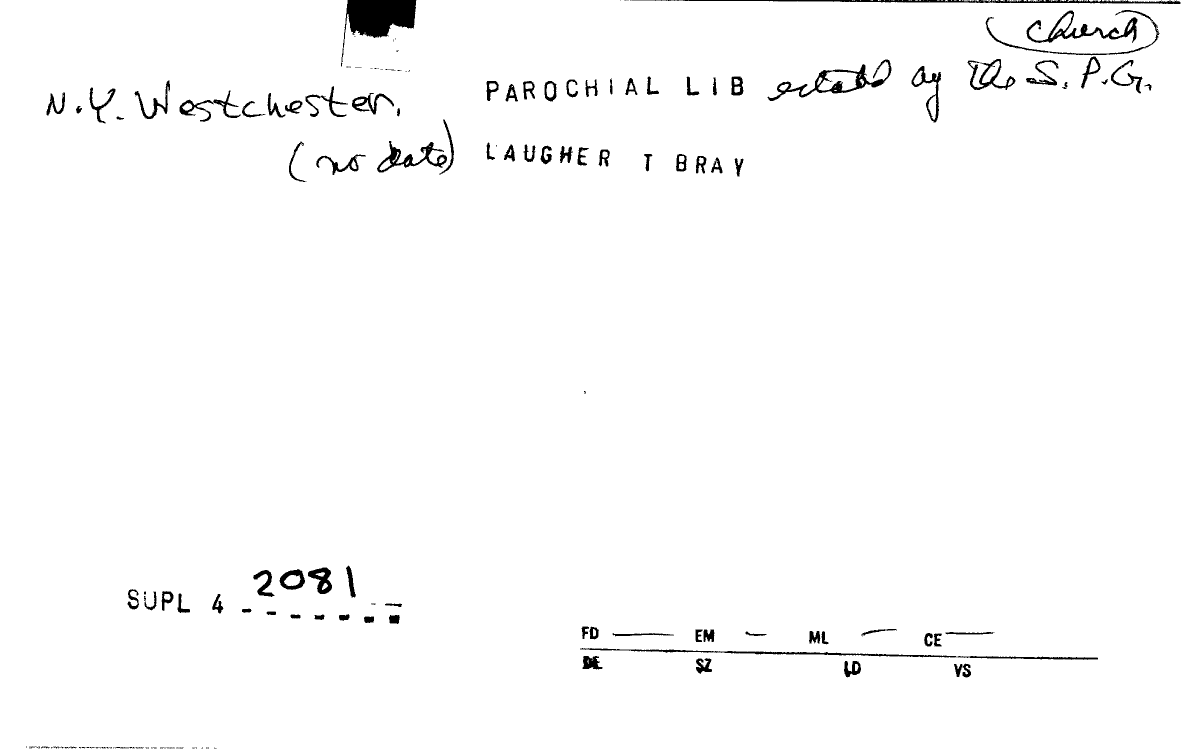 Church
N.Y. Westchester. PAROCHIAL LIB estabd by the S.P.G.
(no date) LAUGHER T BRAY
SUPL 4 2081
FD EM ML CE
DE SZ LD VS